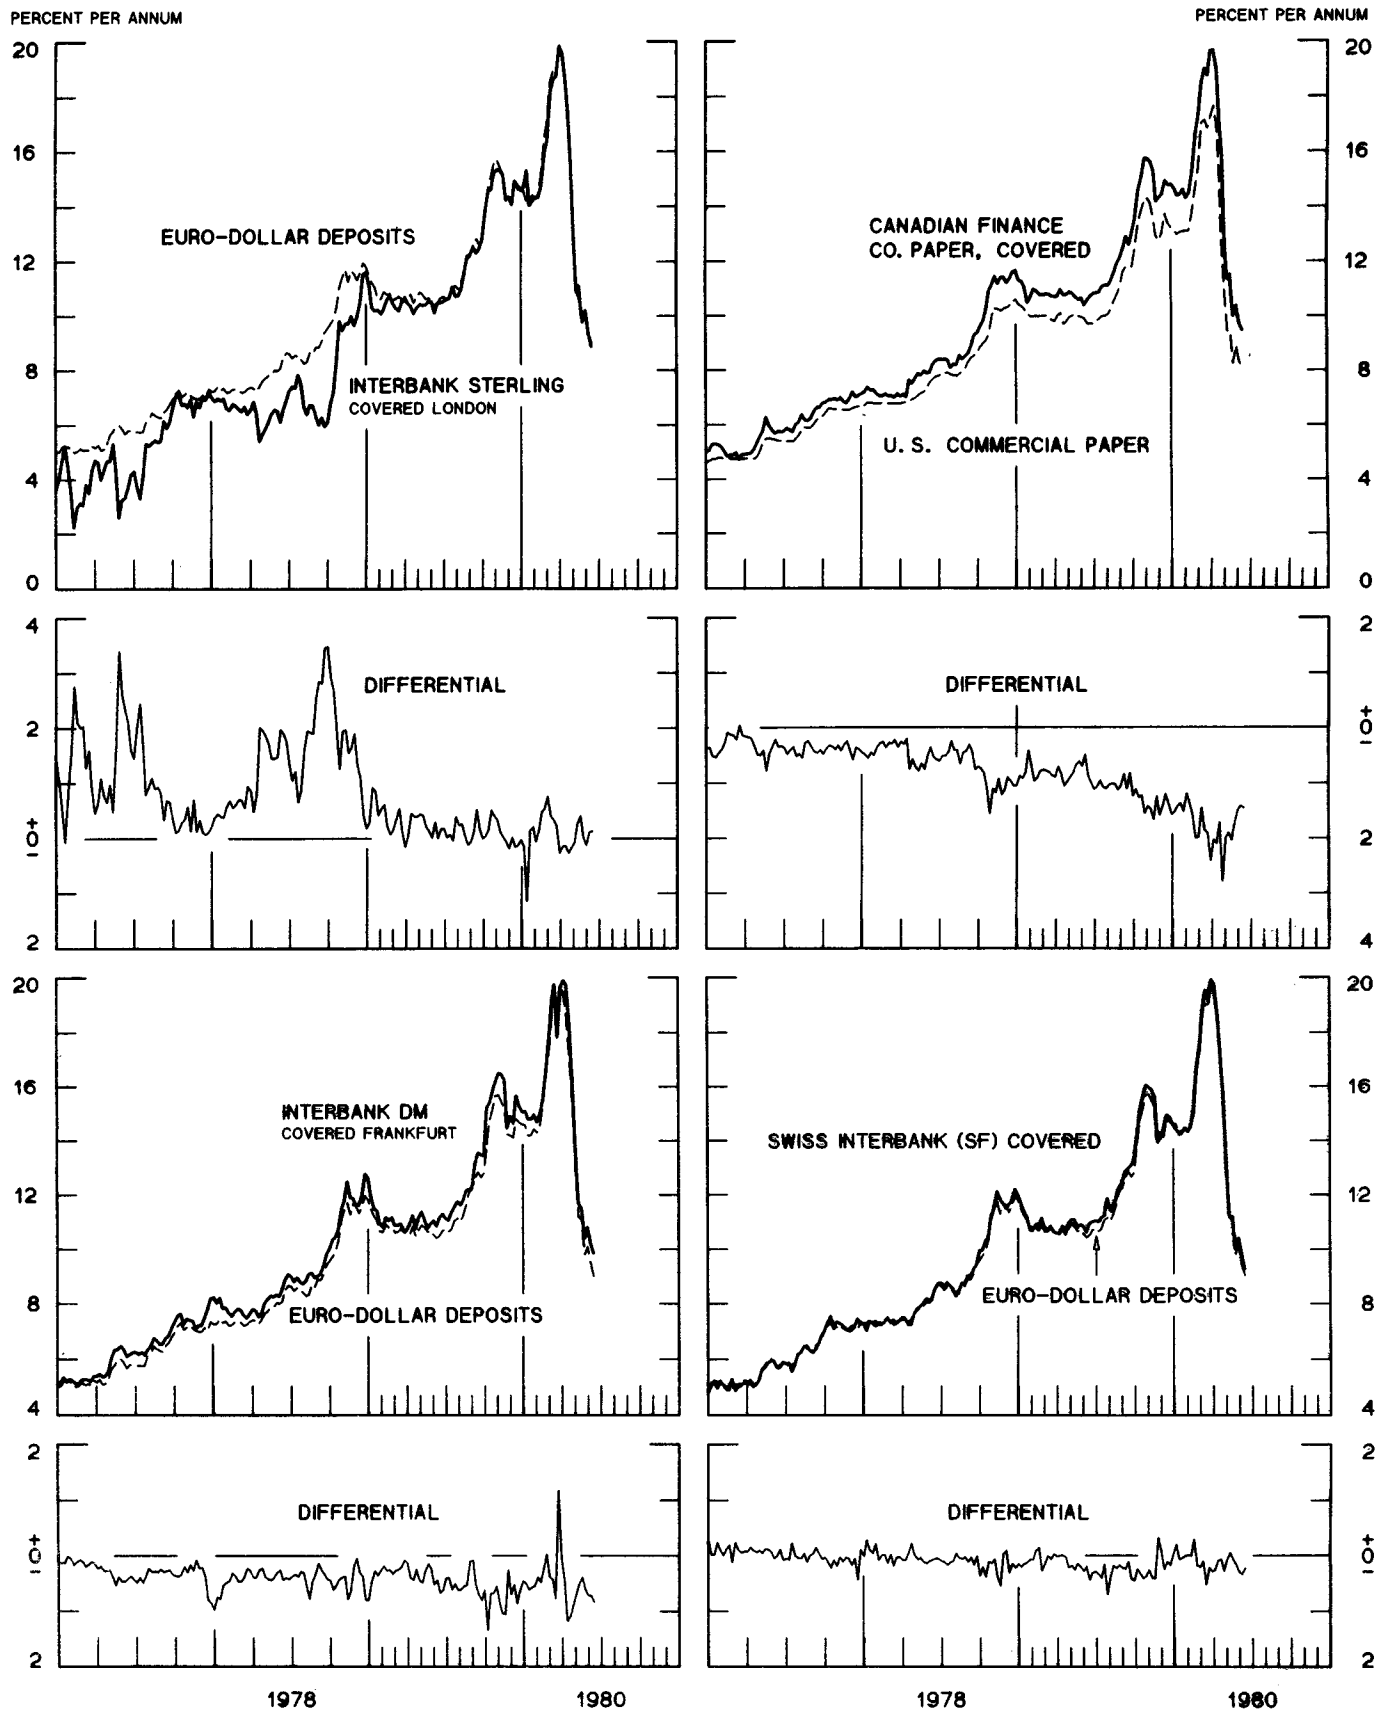 PERCENT PER ANNUM
PERCENT PER ANNUM
20
16
12
8
4
0
EURO-DOLLAR DEPOSITS
INTERBANK STERLING
COVERED LONDON
20
16
12
8
4
0
CANADIAN FINANCE
CO. PAPER, COVERED
U. S. COMMERCIAL PAPER
4
2
+
0
−
2
DIFFERENTIAL
2
+
0
−
2
4
DIFFERENTIAL
20
16
12
8
4
INTERBANK DM
COVERED FRANKFURT
EURO-DOLLAR DEPOSITS
20
16
12
8
4
SWISS INTERBANK (SF) COVERED
EURO-DOLLAR DEPOSITS
2
+
0
−
2
DIFFERENTIAL
2
+
0
−
2
DIFFERENTIAL
1978
1980
1978
1980